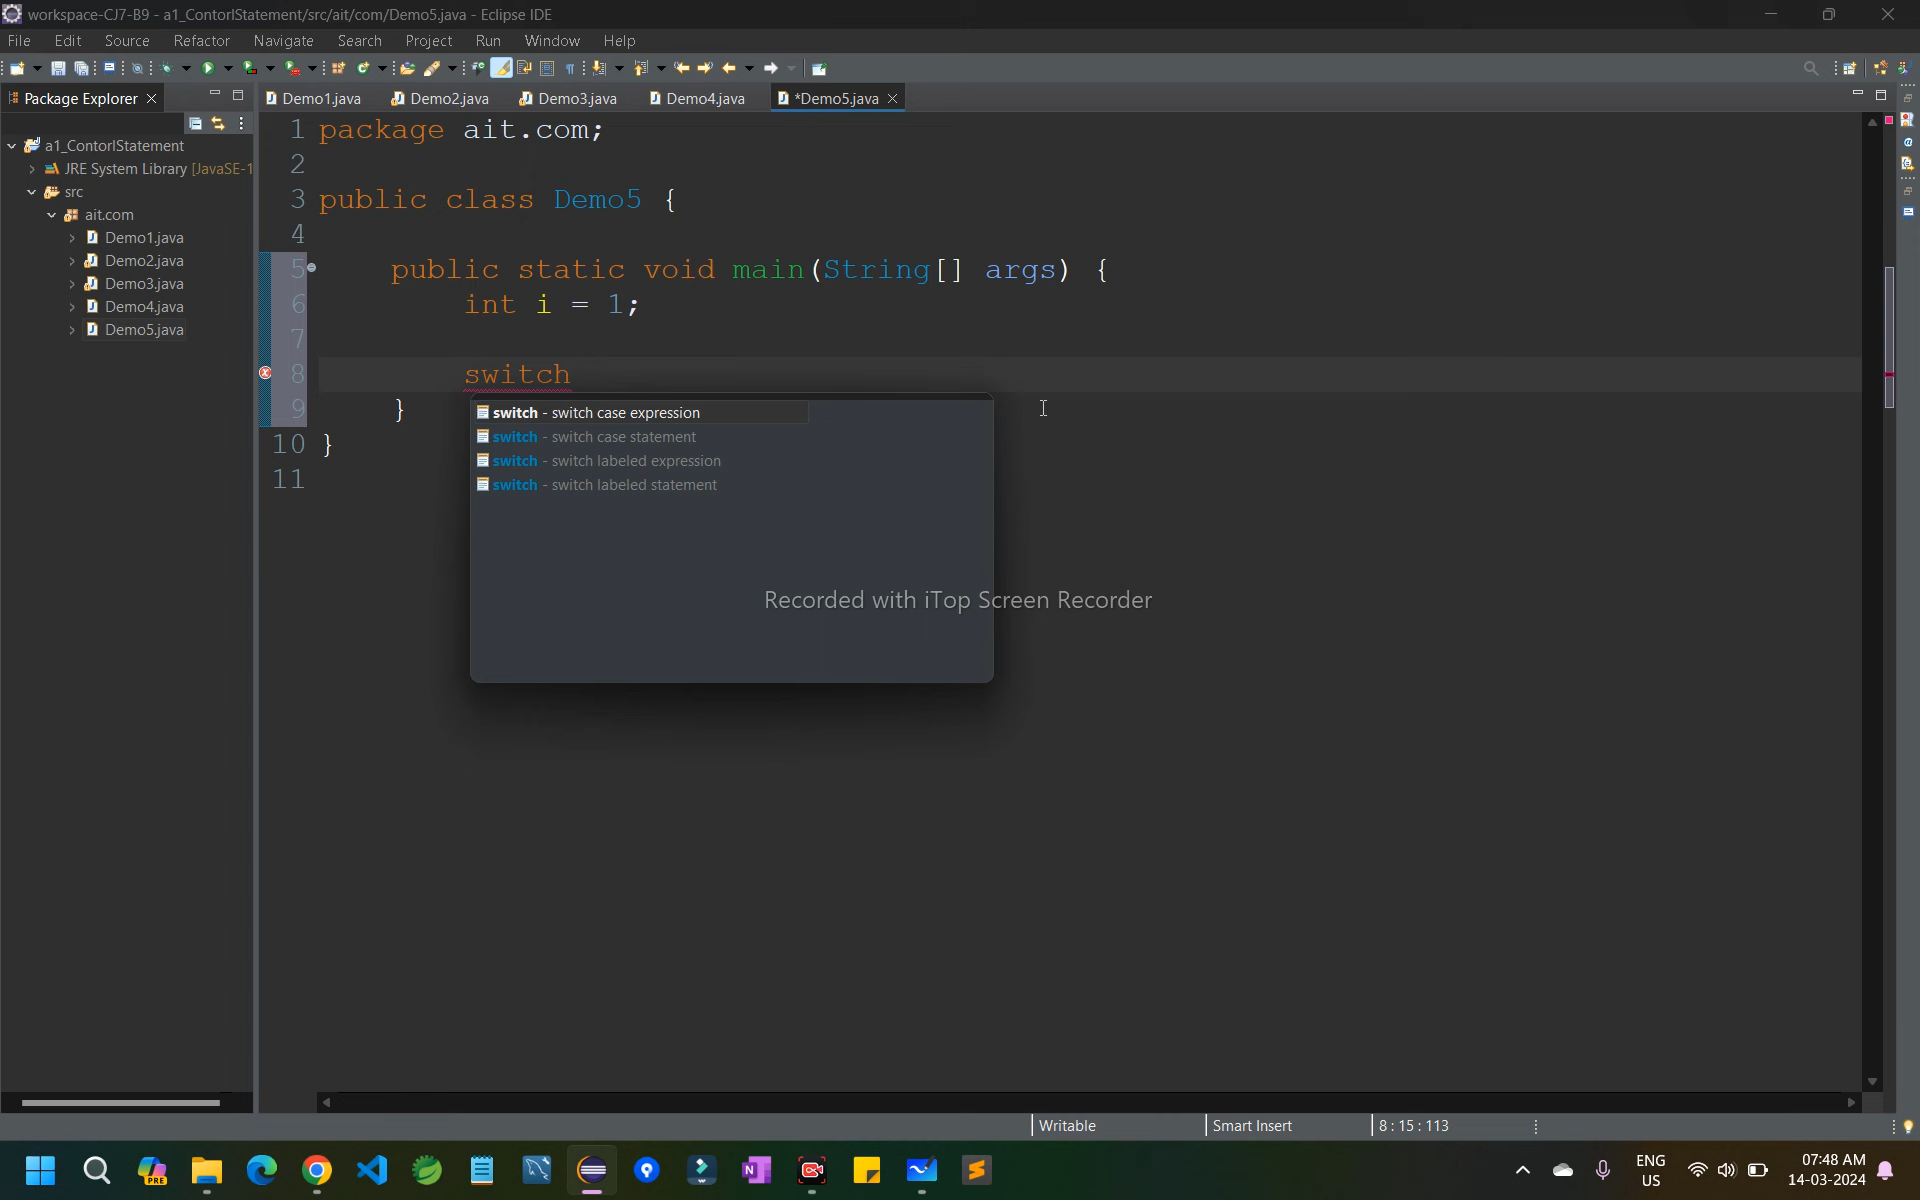 workspace-CJ7-B9 - a1_ContorlStatement/src/ait/com/Demo5.java - Eclipse IDE
File Edit Source Refactor Navigate Search Project Run Window Help
Package Explorer
Demo1.java Demo2.java Demo3.java Demo4.java *Demo5.java
a1_ContorlStatement
JRE System Library [JavaSE-1
src
ait.com
Demo1.java
Demo2.java
Demo3.java
Demo4.java
Demo5.java
1 package ait.com;
2
3 public class Demo5 {
4
5 public static void main(String[] args) {
6 int i = 1;
7
8 switch
9 }
10 }
11
switch - switch case expression
switch - switch case statement
switch - switch labeled expression
switch - switch labeled statement
Recorded with iTop Screen Recorder
Writable Smart Insert 8 : 15 : 113
PRE
ENG
US
07:48 AM
14-03-2024